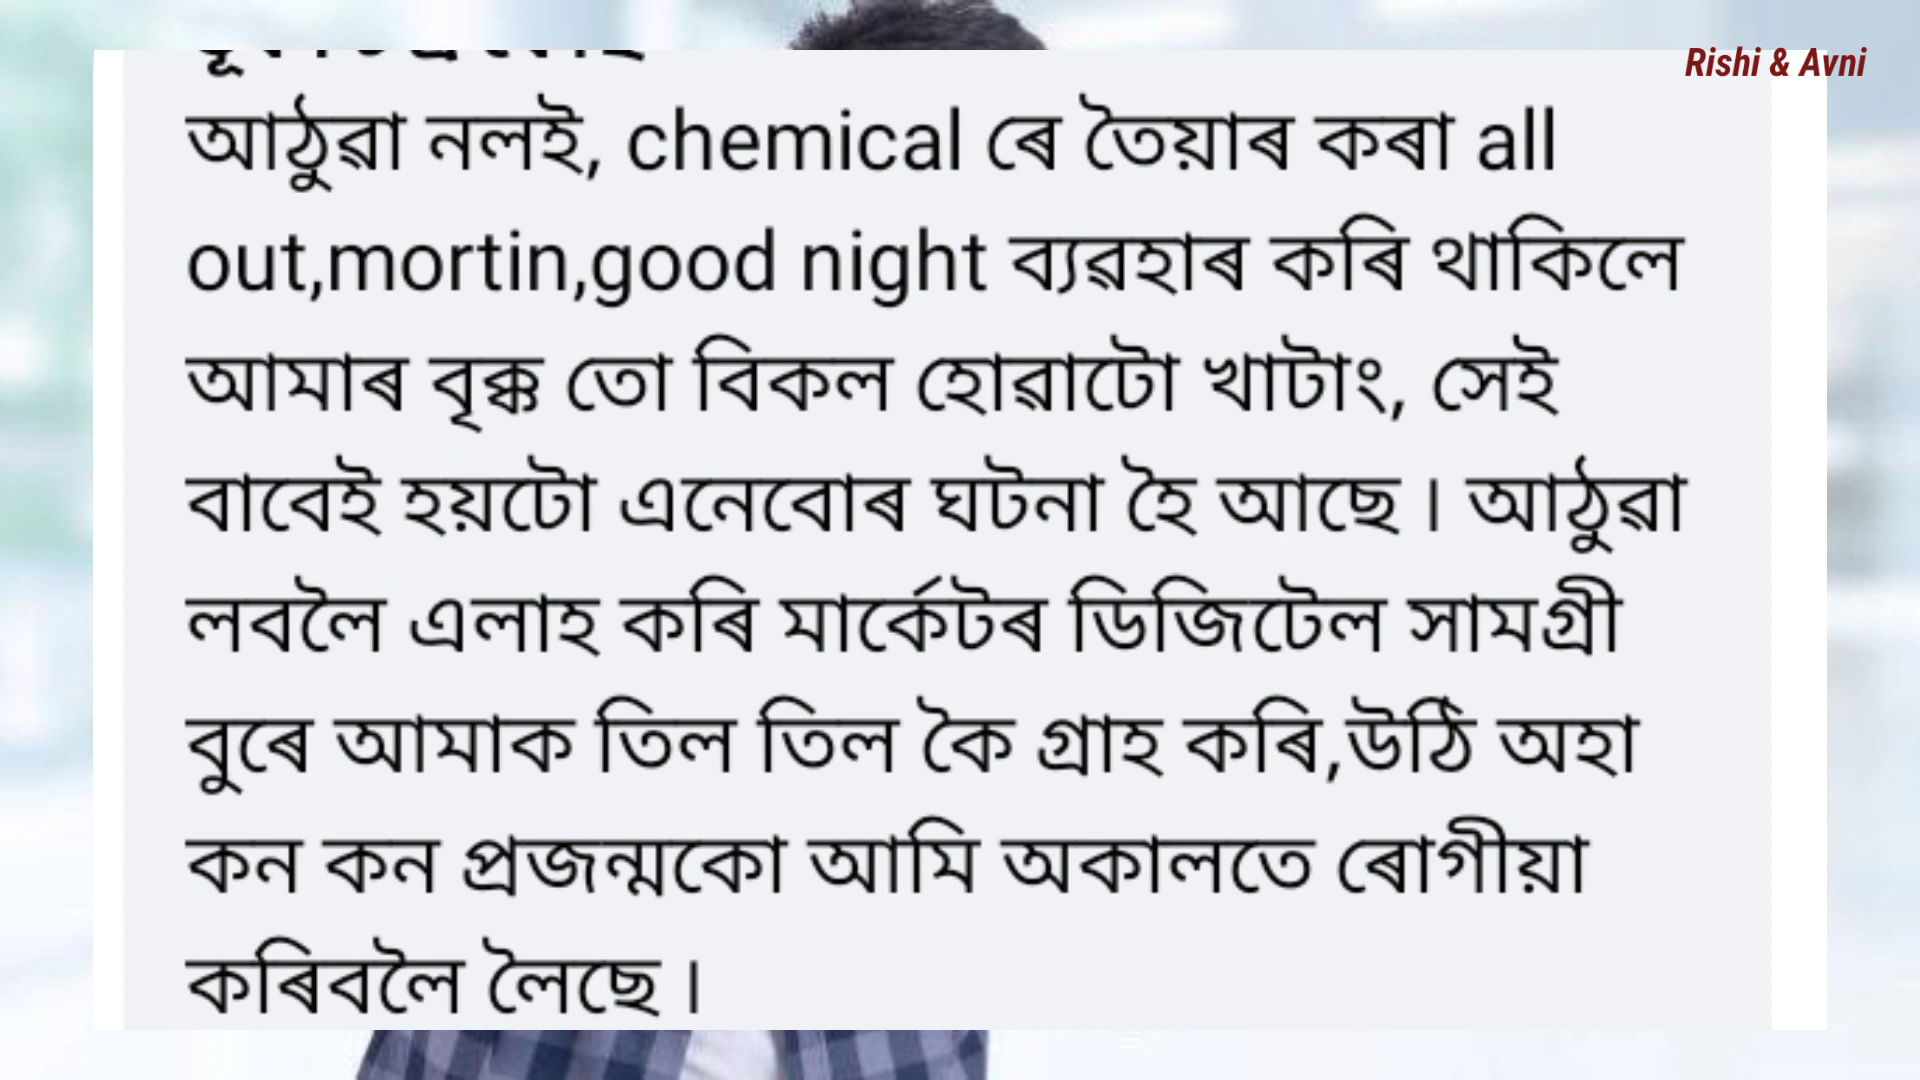 Rishi & Avni
আঠুৱা নলই, chemical ৰে তৈয়াৰ কৰা all
out,mortin,good night ব্যৱহাৰ কৰি থাকিলে
আমাৰ বৃক্ক তো বিকল হোৱাটো খাটাং, সেই
বাবেই হয়টো এনেবোৰ ঘটনা হৈ আছে ।আঠুৱা
লবলৈ এলাহ কৰি মাৰ্কেটৰ ডিজিটেল সামগ্ৰী
বুৰে আমাক তিল তিল কৈ গ্ৰাহ কৰি,উঠি অহা
কন কন প্ৰজন্মকো আমি অকালতে ৰোগীয়া
কৰিবলৈ লৈছে ।